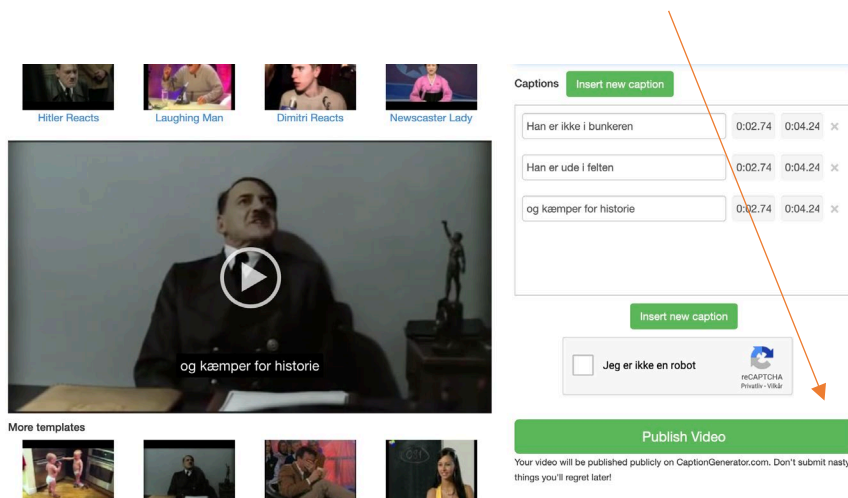 Hitler Reacts
Laughing Man
Dimitri Reacts
Newscaster Lady
og kæmper for historie
More templates
Captions Insert new caption
Han er ikke i bunkeren 0:02.74 0:04.24 ×
Han er ude i felten 0:02.74 0:04.24 ×
og kæmper for historie 0:02.74 0:04.24 ×
Insert new caption
Jeg er ikke en robot
reCAPTCHA
Privatliv - Vilkår
Publish Video
Your video will be published publicly on CaptionGenerator.com. Don't submit nasty
things you'll regret later!